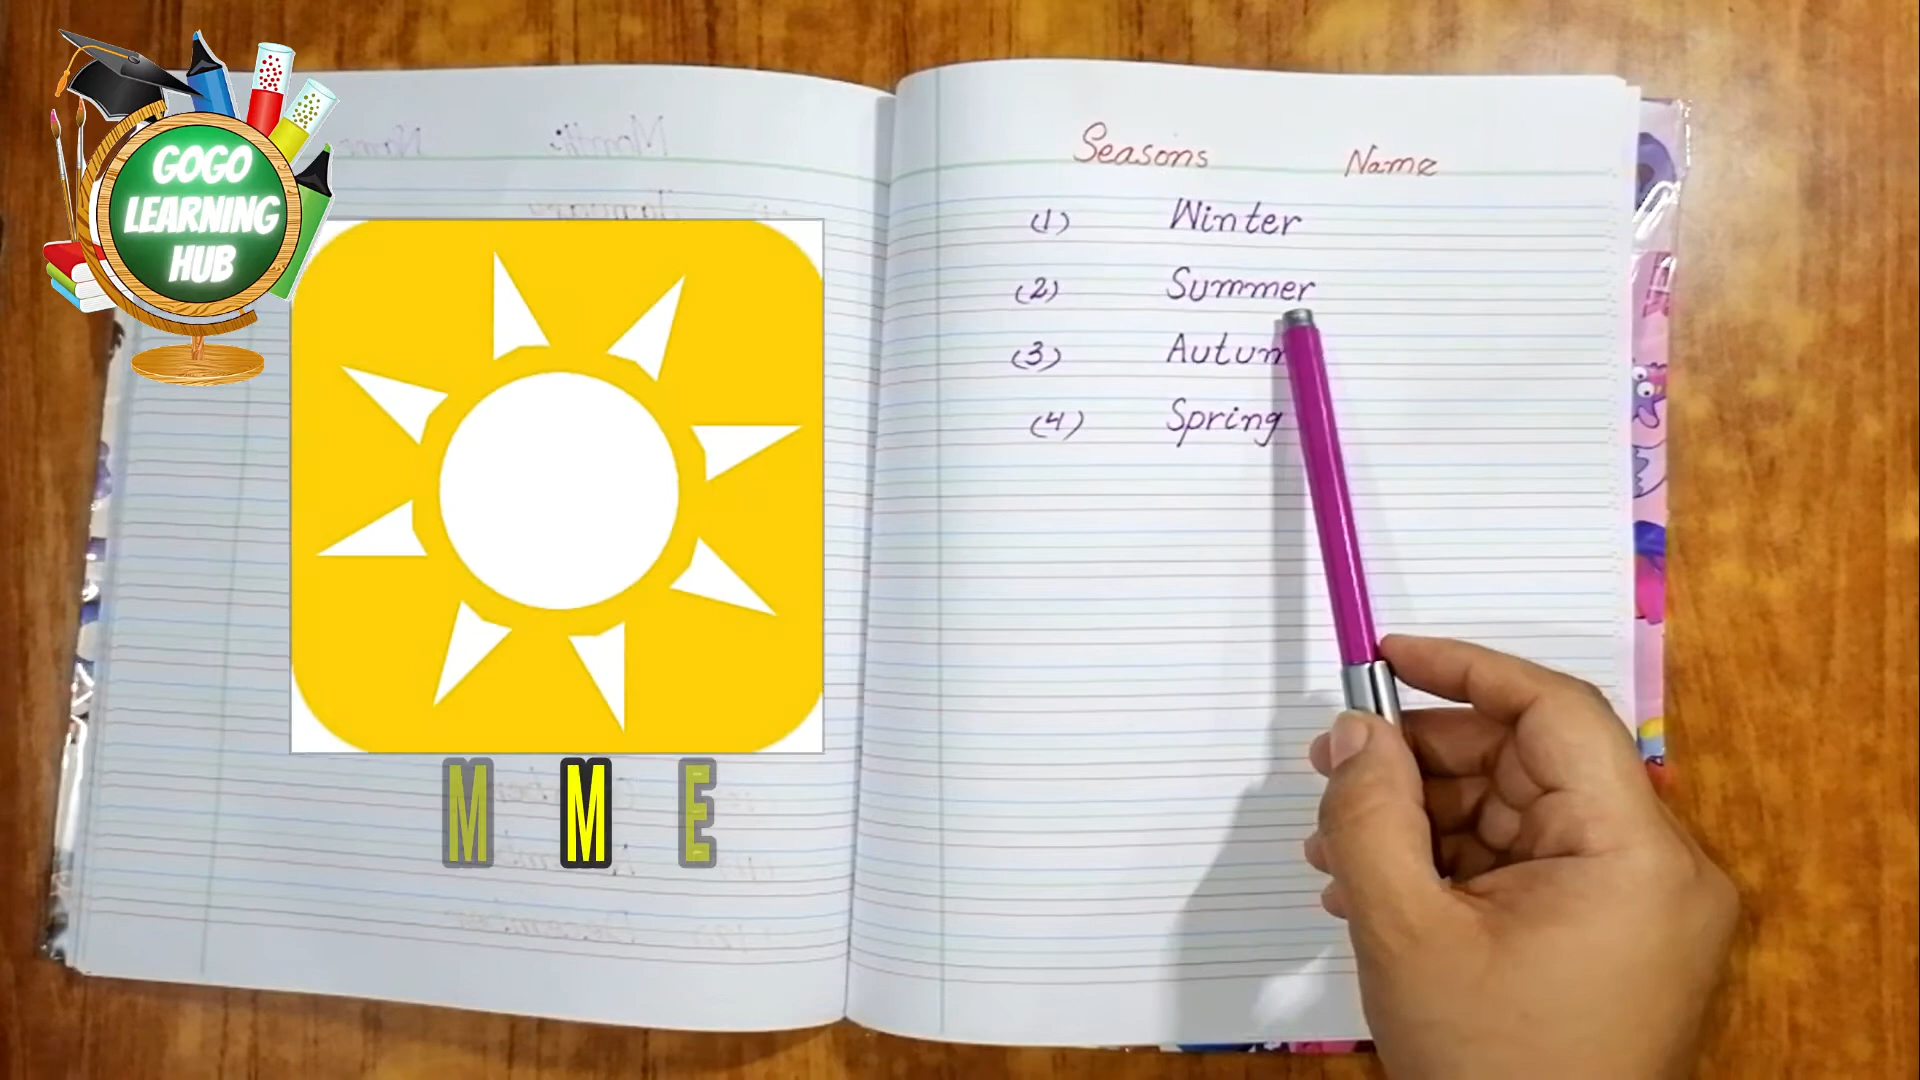 GOGO
LEARNING
HUB
Seasons Name
(1) Winter
(2) Summer
(3) Autum
(4) Spring
M M E